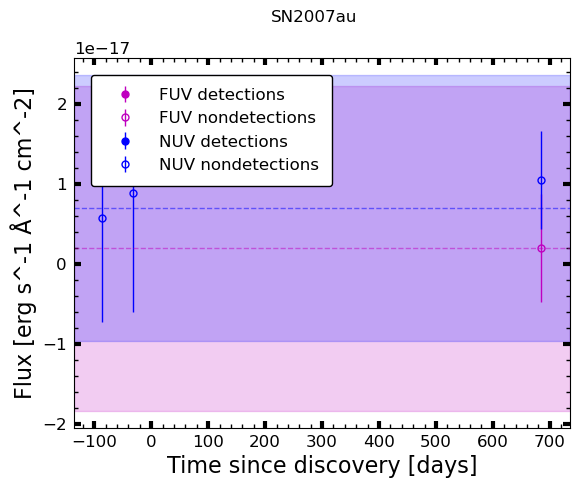 SN2007au
1e−17
FUV detections
FUV nondetections
NUV detections
NUV nondetections
2
1
0
−1
−2
Flux [erg s^-1 Å^-1 cm^-2]
−100 0 100 200 300 400 500 600 700
Time since discovery [days]